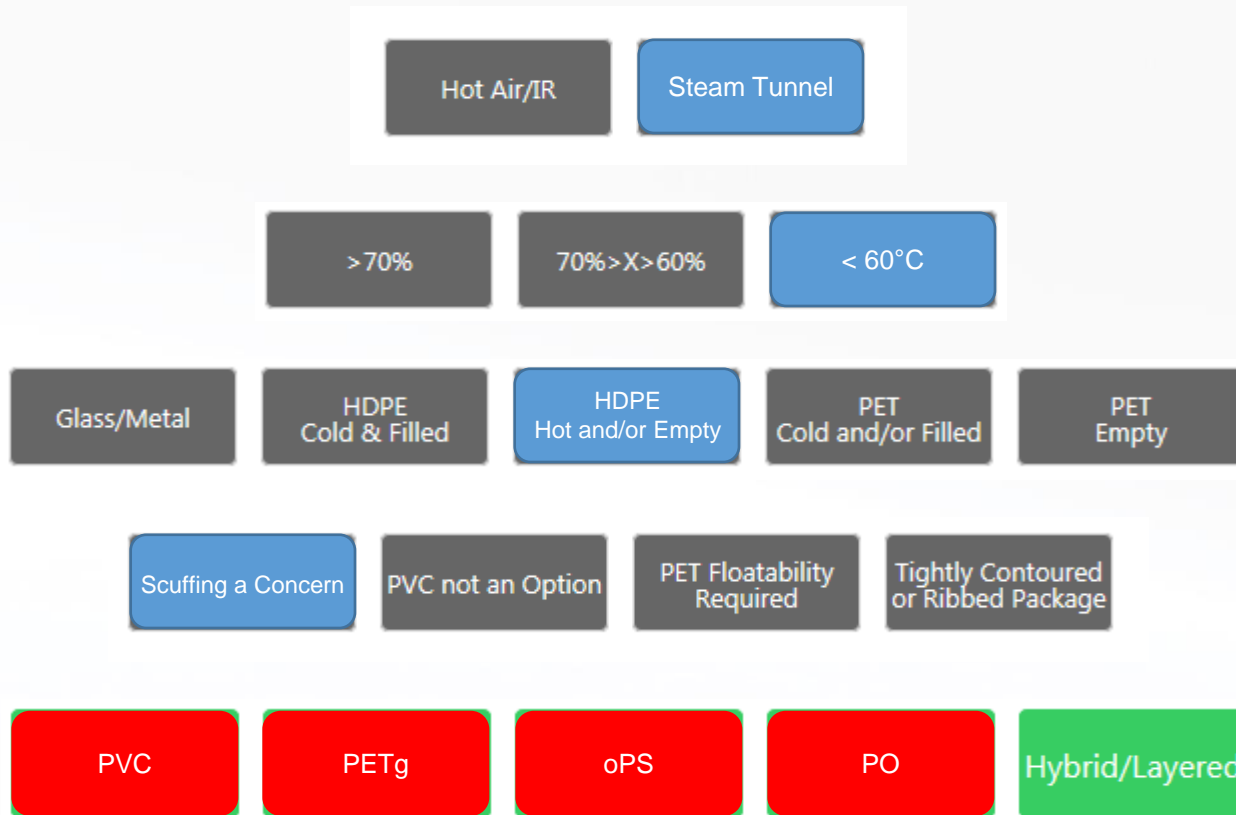 Hot Air/IR
Steam Tunnel
>70%
70%>X>60%
< 60°C
Glass/Metal
HDPE
Cold & Filled
HDPE
Hot and/or Empty
PET
Cold and/or Filled
PET
Empty
Scuffing a Concern
PVC not an Option
PET Floatability
Required
Tightly Contoured
or Ribbed Package
PVC
PETg
oPS
PO
Hybrid/Layered